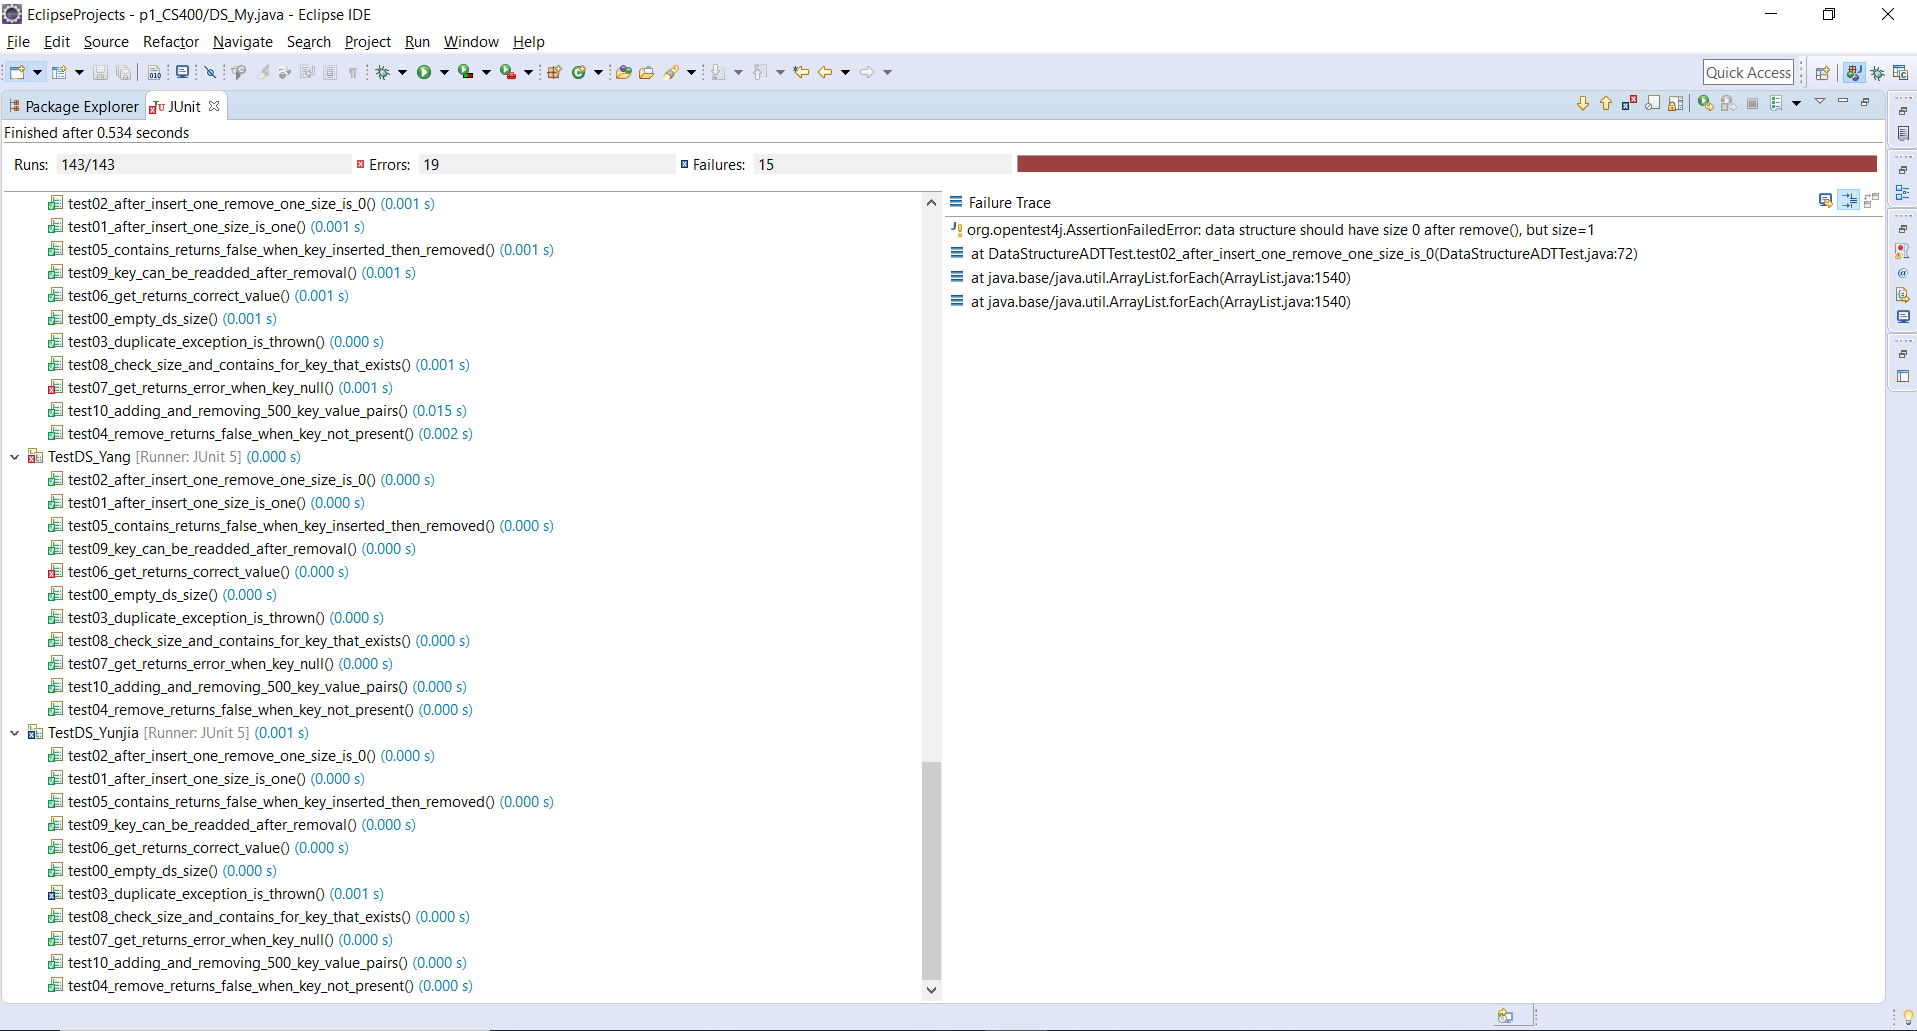 EclipseProjects - p1_CS400/DS_My.java - Eclipse IDE
File Edit Source Refactor Navigate Search Project Run Window Help
Quick Access
Package Explorer JUnit
Finished after 0.534 seconds
Runs: 143/143 Errors: 19 Failures: 15
test02_after_insert_one_remove_one_size_is_0() (0.001 s)
test01_after_insert_one_size_is_one() (0.001 s)
test05_contains_returns_false_when_key_inserted_then_removed() (0.001 s)
test09_key_can_be_readded_after_removal() (0.001 s)
test06_get_returns_correct_value() (0.001 s)
test00_empty_ds_size() (0.001 s)
test03_duplicate_exception_is_thrown() (0.000 s)
test08_check_size_and_contains_for_key_that_exists() (0.001 s)
test07_get_returns_error_when_key_null() (0.001 s)
test10_adding_and_removing_500_key_value_pairs() (0.015 s)
test04_remove_returns_false_when_key_not_present() (0.002 s)
TestDS_Yang [Runner: JUnit 5] (0.000 s)
test02_after_insert_one_remove_one_size_is_0() (0.000 s)
test01_after_insert_one_size_is_one() (0.000 s)
test05_contains_returns_false_when_key_inserted_then_removed() (0.000 s)
test09_key_can_be_readded_after_removal() (0.000 s)
test06_get_returns_correct_value() (0.000 s)
test00_empty_ds_size() (0.000 s)
test03_duplicate_exception_is_thrown() (0.000 s)
test08_check_size_and_contains_for_key_that_exists() (0.000 s)
test07_get_returns_error_when_key_null() (0.000 s)
test10_adding_and_removing_500_key_value_pairs() (0.000 s)
test04_remove_returns_false_when_key_not_present() (0.000 s)
TestDS_Yunjia [Runner: JUnit 5] (0.001 s)
test02_after_insert_one_remove_one_size_is_0() (0.000 s)
test01_after_insert_one_size_is_one() (0.000 s)
test05_contains_returns_false_when_key_inserted_then_removed() (0.000 s)
test09_key_can_be_readded_after_removal() (0.000 s)
test06_get_returns_correct_value() (0.000 s)
test00_empty_ds_size() (0.000 s)
test03_duplicate_exception_is_thrown() (0.001 s)
test08_check_size_and_contains_for_key_that_exists() (0.000 s)
test07_get_returns_error_when_key_null() (0.000 s)
test10_adding_and_removing_500_key_value_pairs() (0.000 s)
test04_remove_returns_false_when_key_not_present() (0.000 s)
Failure Trace
org.opentest4j.AssertionFailedError: data structure should have size 0 after remove(), but size=1
at DataStructureADTTest.test02_after_insert_one_remove_one_size_is_0(DataStructureADTTest.java:72)
at java.base/java.util.ArrayList.forEach(ArrayList.java:1540)
at java.base/java.util.ArrayList.forEach(ArrayList.java:1540)